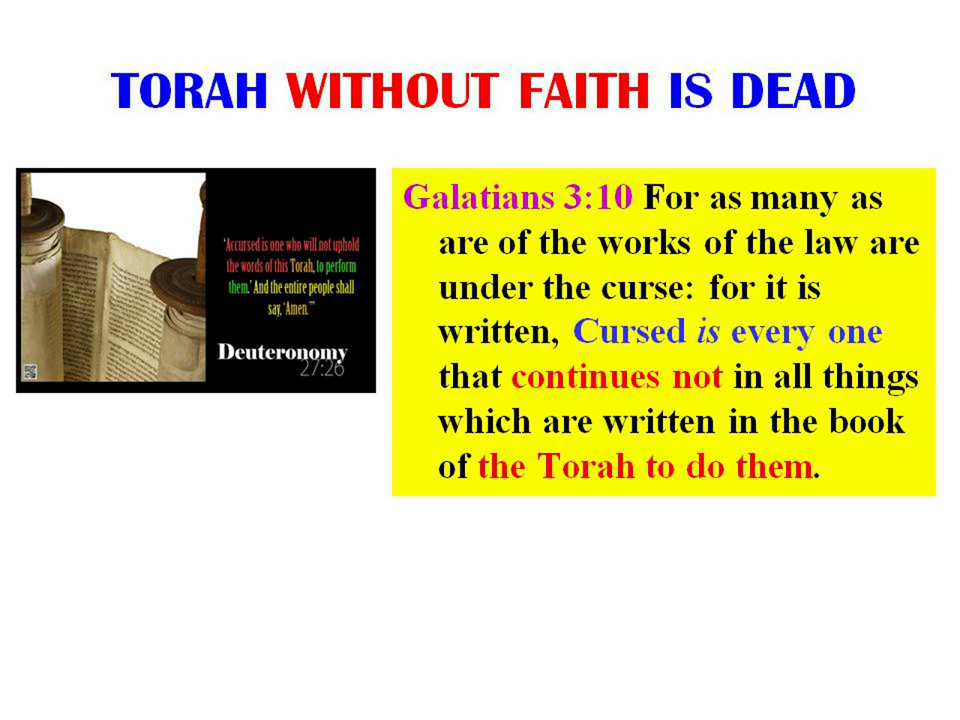 TORAH WITHOUT FAITH IS DEAD
'Accursed is one who will not uphold
the words of this Torah, to perform
them.' And the entire people shall
say, 'Amen.'"
Deuteronomy
27:26
Galatians 3:10 For as many as
are of the works of the law are
under the curse: for it is
written, Cursed is every one
that continues not in all things
which are written in the book
of the Torah to do them.